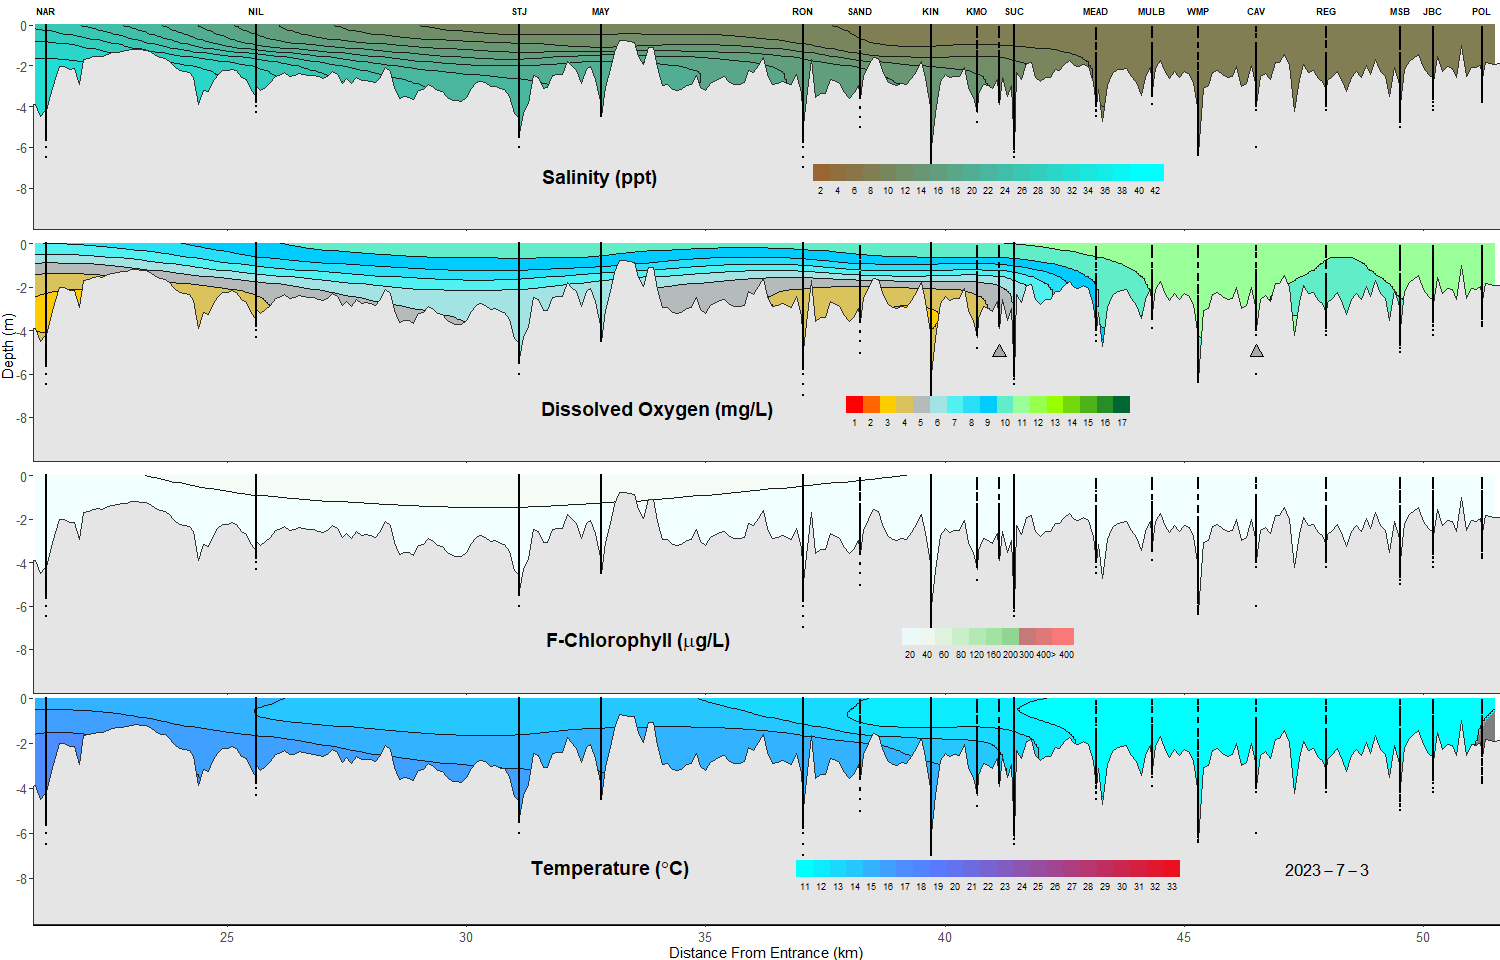 NAR NIL STJ MAY RON SAND KIN KMO SUC MEAD MULB WMP CAV REG MSB JBC POL
0
-2
-4
-6
-8
Salinity (ppt)
2 4 6 8 10 12 14 16 18 20 22 24 26 28 30 32 34 36 38 40 42
0
-2
-4
-6
-8
Depth (m)
Dissolved Oxygen (mg/L)
1 2 3 4 5 6 7 8 9 10 11 12 13 14 15 16 17
0
-2
-4
-6
-8
F-Chlorophyll (μg/L)
20 40 60 80 120 160 200 300 400> 400
0
-2
-4
-6
-8
Temperature (°C)
11 12 13 14 15 16 17 18 19 20 21 22 23 24 25 26 27 28 29 30 31 32 33
2023 – 7 – 3
25 30 35 40 45 50
Distance From Entrance (km)